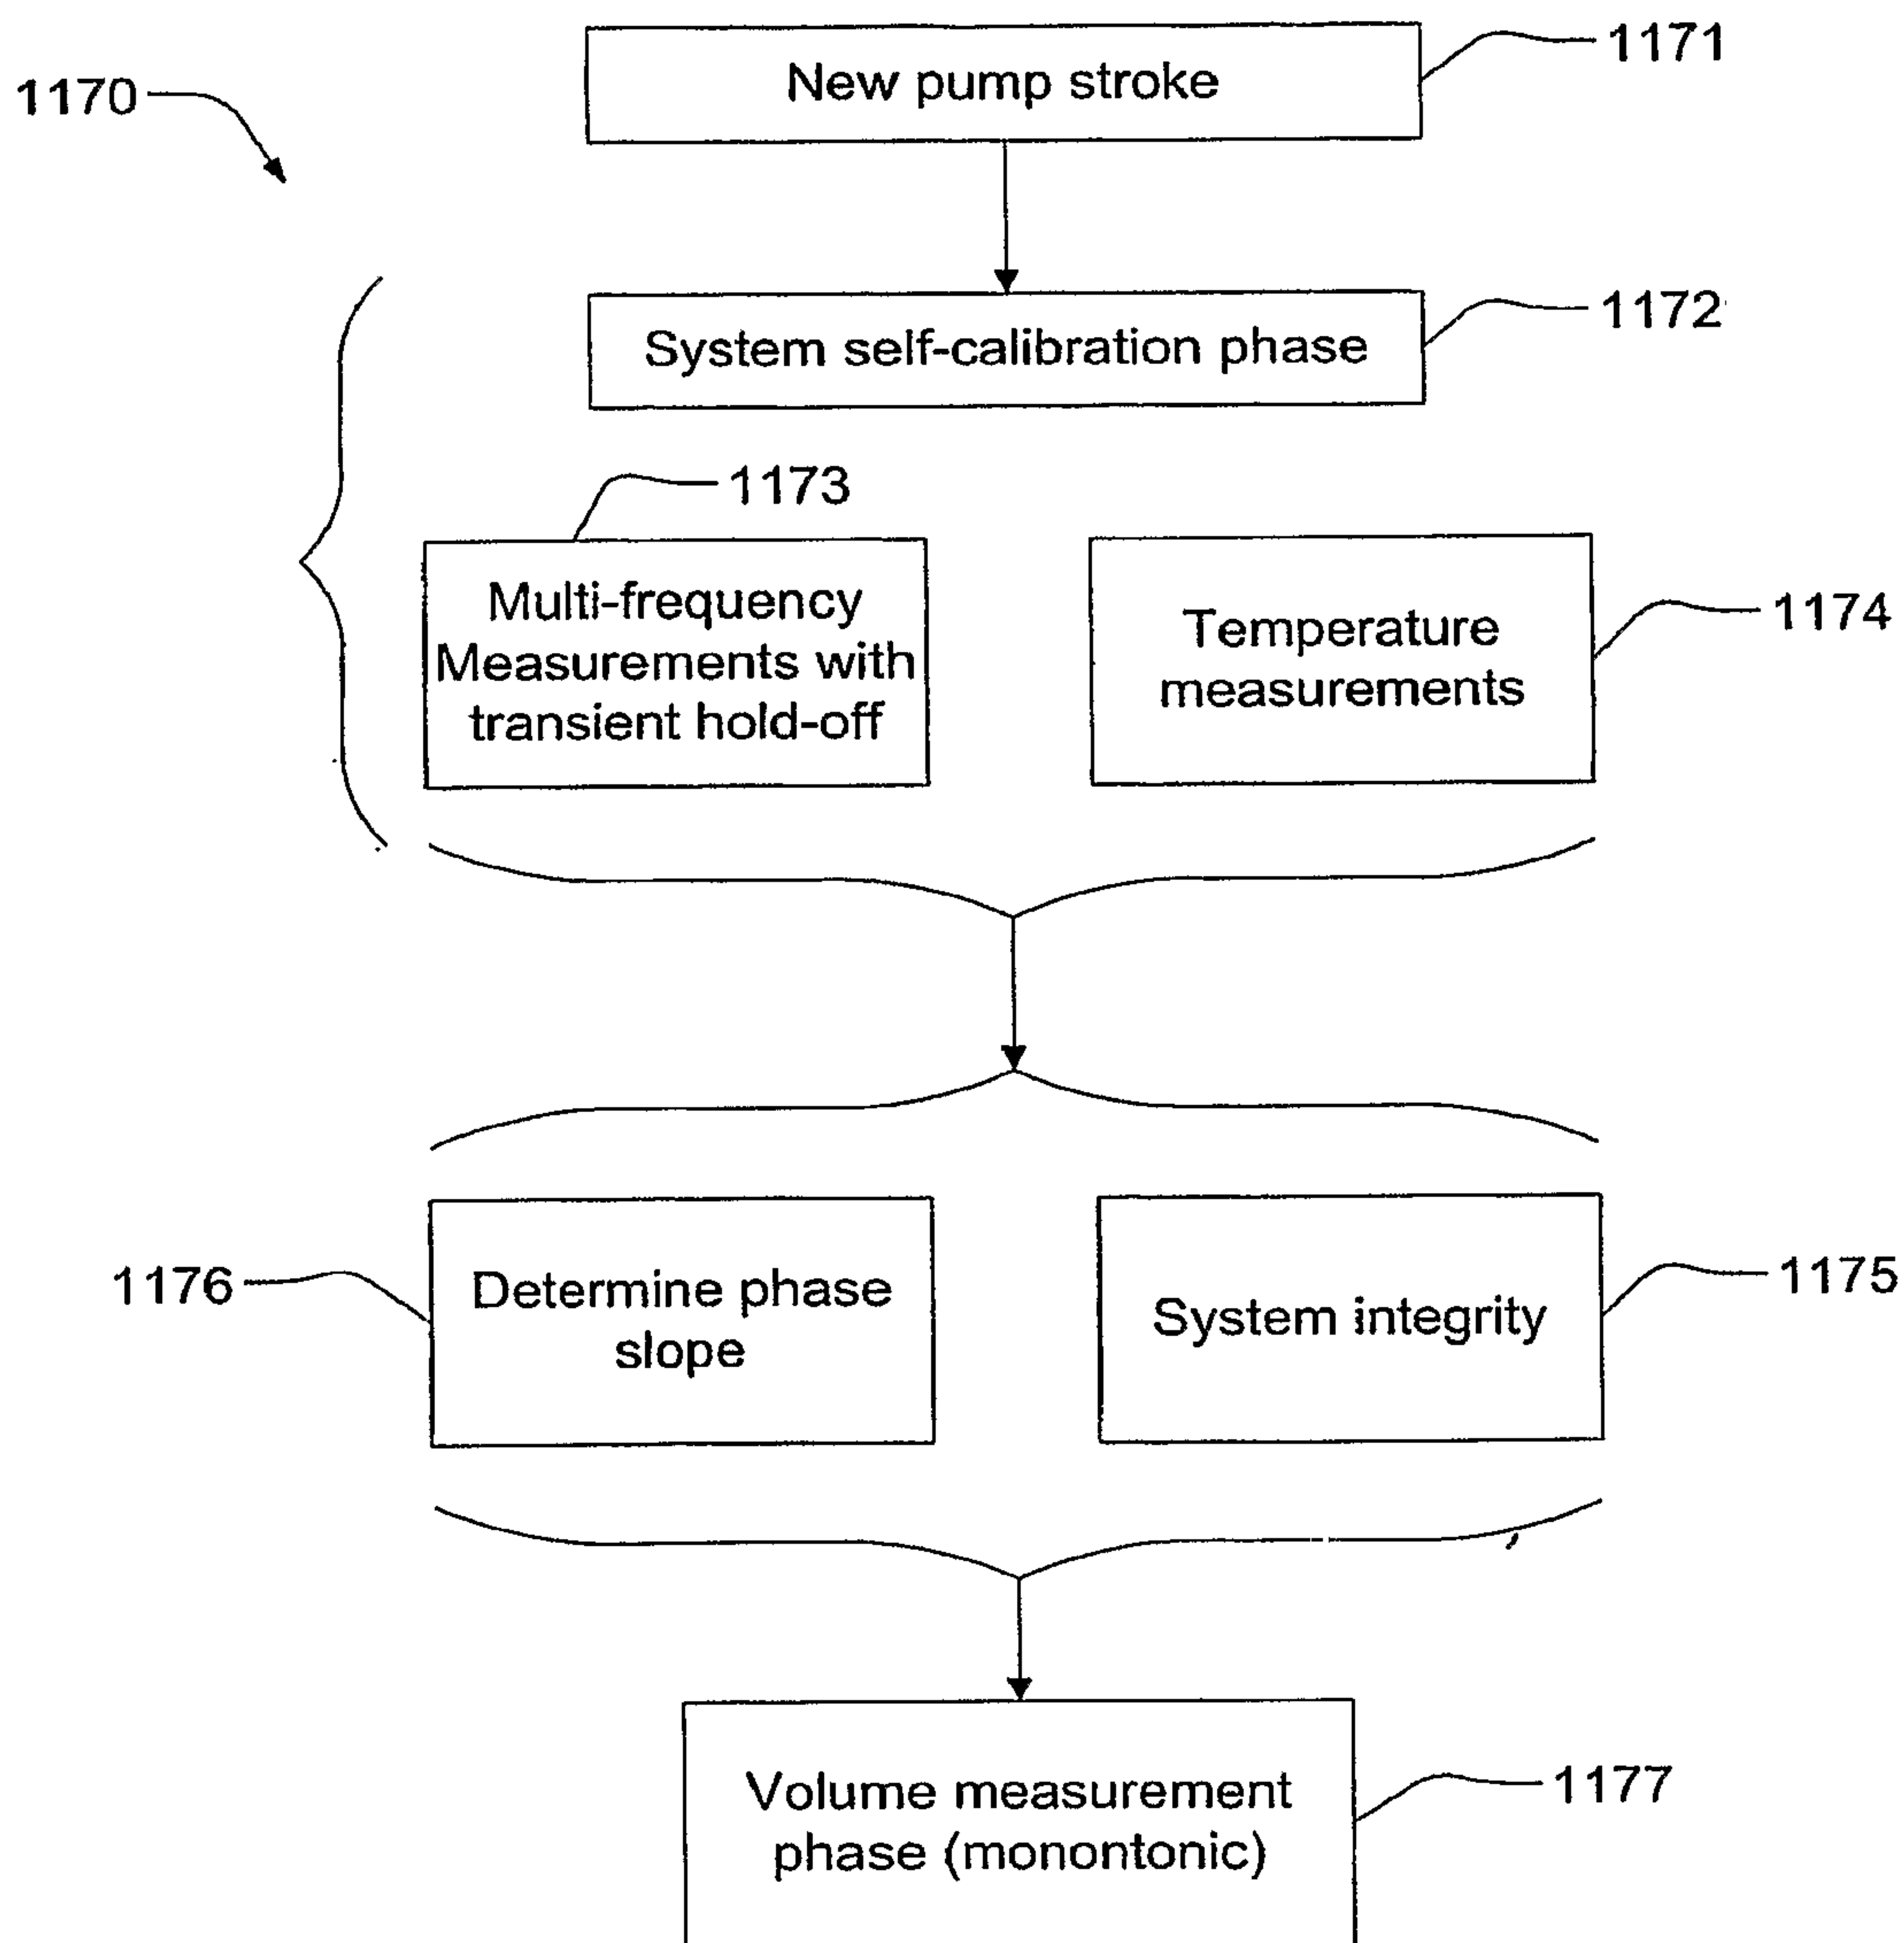 1170
New pump stroke
1171
System self-calibration phase
1172
1173
Multi-frequency
Measurements with
transient hold-off
Temperature
measurements
1174
1176
Determine phase
slope
System integrity
1175
Volume measurement
phase (monontonic)
1177